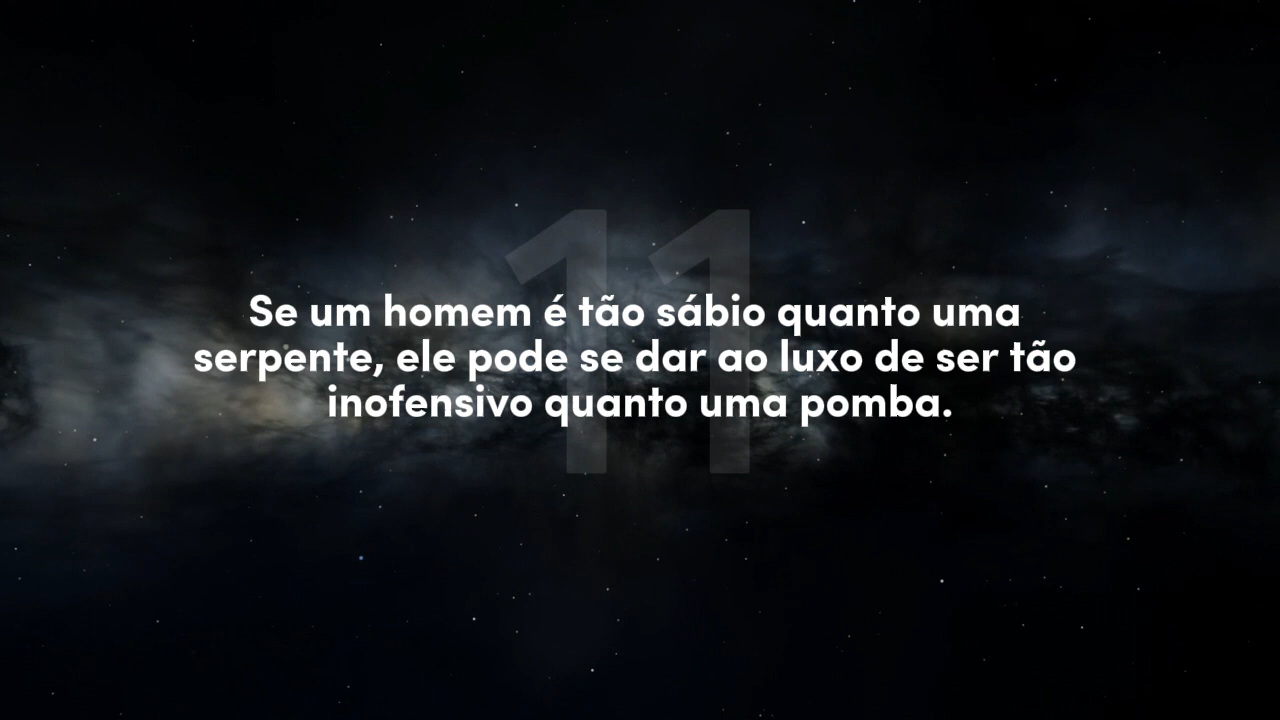 11
Se um homem é tão sábio quanto uma
serpente, ele pode se dar ao luxo de ser tão
inofensivo quanto uma pomba.